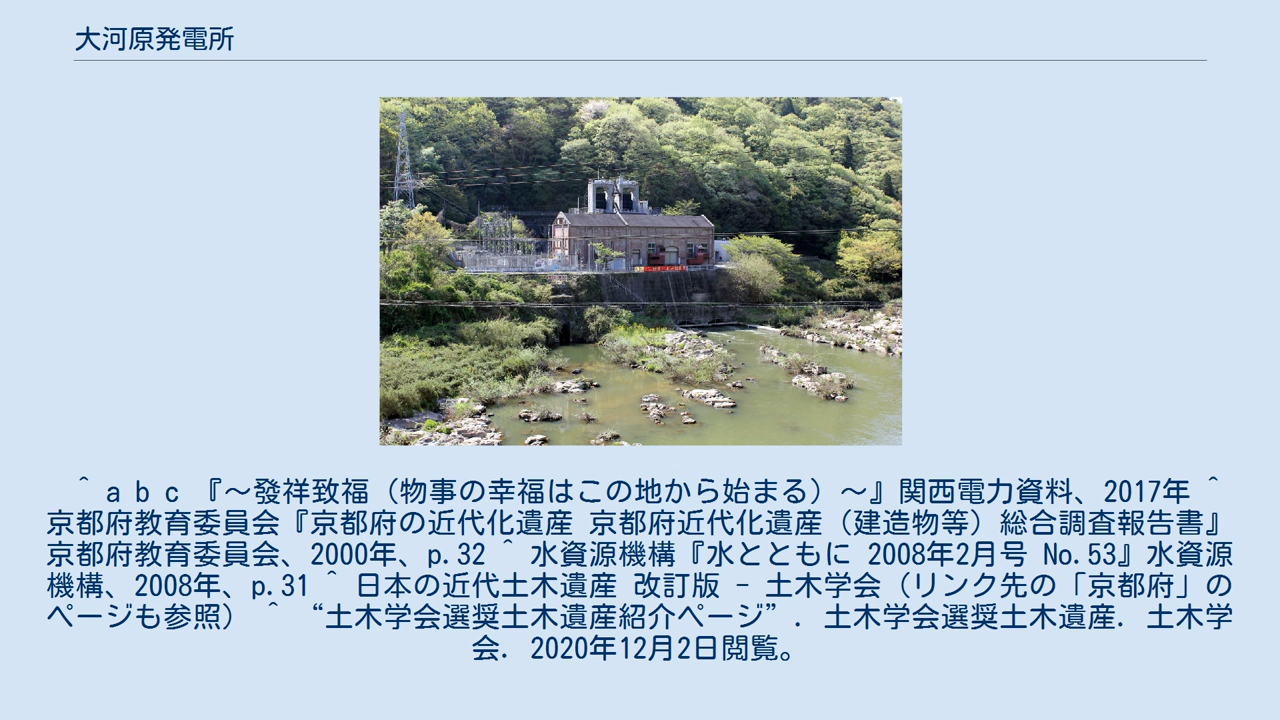 大河原発電所
^ a b c 『～發祥致福（物事の幸福はこの地から始まる）～』関西電力資料、2017年 ^
京都府教育委員会『京都府の近代化遺産 京都府近代化遺産（建造物等）総合調査報告書』
京都府教育委員会、2000年、p.32 ^ 水資源機構『水とともに 2008年2月号 No.53』水資源
機構、2008年、p.31 ^ 日本の近代土木遺産 改訂版 - 土木学会（リンク先の「京都府」の
ページも参照） ^ “土木学会選奨土木遺産紹介ページ”. 土木学会選奨土木遺産. 土木学
会. 2020年12月2日閲覧。